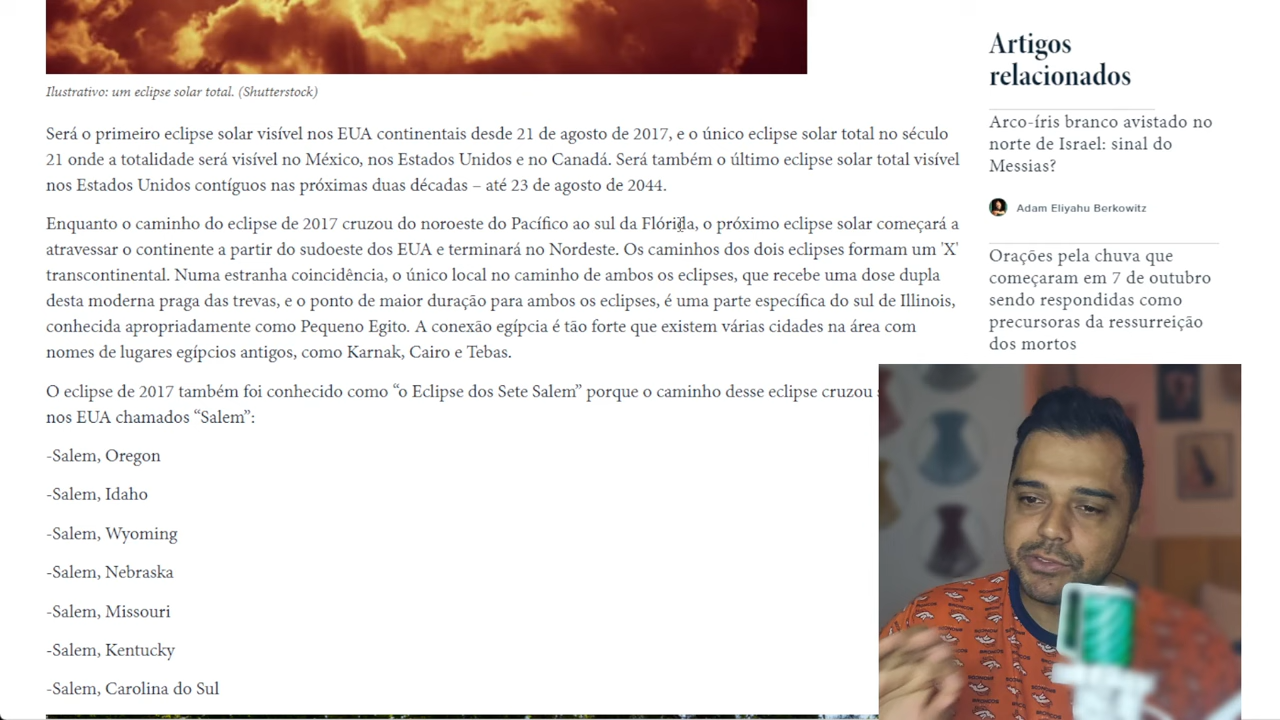 Ilustrativo: um eclipse solar total. (Shutterstock)
Será o primeiro eclipse solar visível nos EUA continentais desde 21 de agosto de 2017, e o único eclipse solar total no século
21 onde a totalidade será visível no México, nos Estados Unidos e no Canadá. Será também o último eclipse solar total visível
nos Estados Unidos contíguos nas próximas duas décadas – até 23 de agosto de 2044.
Enquanto o caminho do eclipse de 2017 cruzou do noroeste do Pacífico ao sul da Flórida, o próximo eclipse solar começará a
atravessar o continente a partir do sudoeste dos EUA e terminará no Nordeste. Os caminhos dos dois eclipses formam um 'X'
transcontinental. Numa estranha coincidência, o único local no caminho de ambos os eclipses, que recebe uma dose dupla
desta moderna praga das trevas, e o ponto de maior duração para ambos os eclipses, é uma parte específica do sul de Illinois,
conhecida apropriadamente como Pequeno Egito. A conexão egípcia é tão forte que existem várias cidades na área com
nomes de lugares egípcios antigos, como Karnak, Cairo e Tebas.
O eclipse de 2017 também foi conhecido como “o Eclipse dos Sete Salem” porque o caminho desse eclipse cruzou
nos EUA chamados “Salem”:
-Salem, Oregon
-Salem, Idaho
-Salem, Wyoming
-Salem, Nebraska
-Salem, Missouri
-Salem, Kentucky
-Salem, Carolina do Sul
Artigos
relacionados
Arco-íris branco avistado no
norte de Israel: sinal do
Messias?
Adam Eliyahu Berkowitz
Orações pela chuva que
começaram em 7 de outubro
sendo respondidas como
precursoras da ressurreição
dos mortos